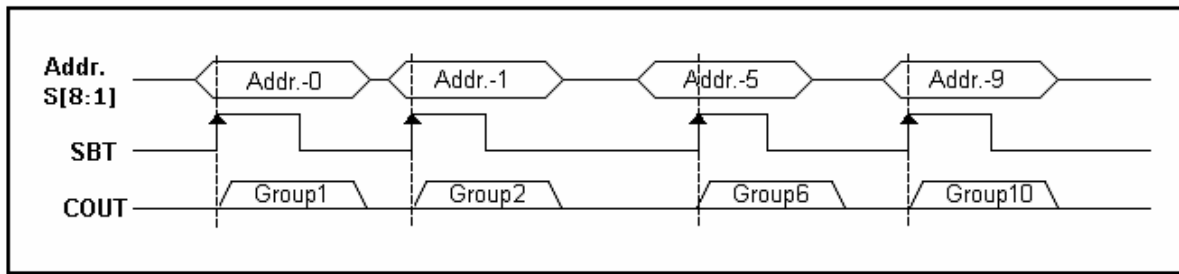 Addr. S[8:1]
Addr.-0 Addr.-1 Addr.-5 Addr.-9
SBT
COUT
Group1 Group2 Group6 Group10